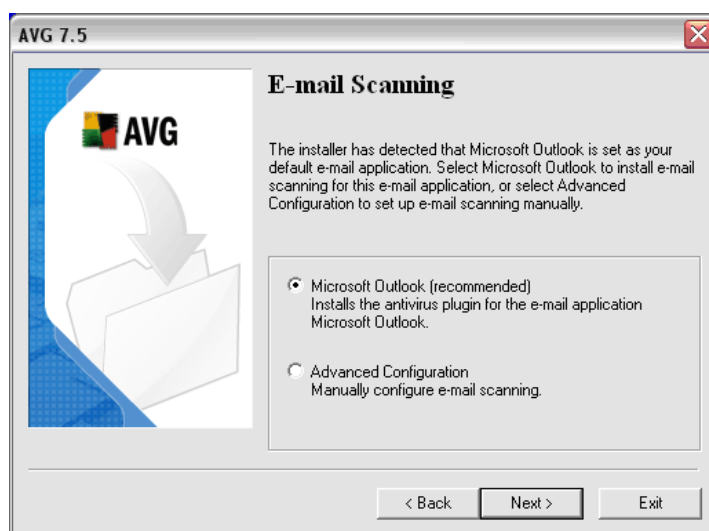 AVG 7.5
AVG
E-mail Scanning
The installer has detected that Microsoft Outlook is set as your
default e-mail application. Select Microsoft Outlook to install e-mail
scanning for this e-mail application, or select Advanced
Configuration to set up e-mail scanning manually.
Microsoft Outlook (recommended)
Installs the antivirus plugin for the e-mail application
Microsoft Outlook.
Advanced Configuration
Manually configure e-mail scanning.
< Back
Next >
Exit